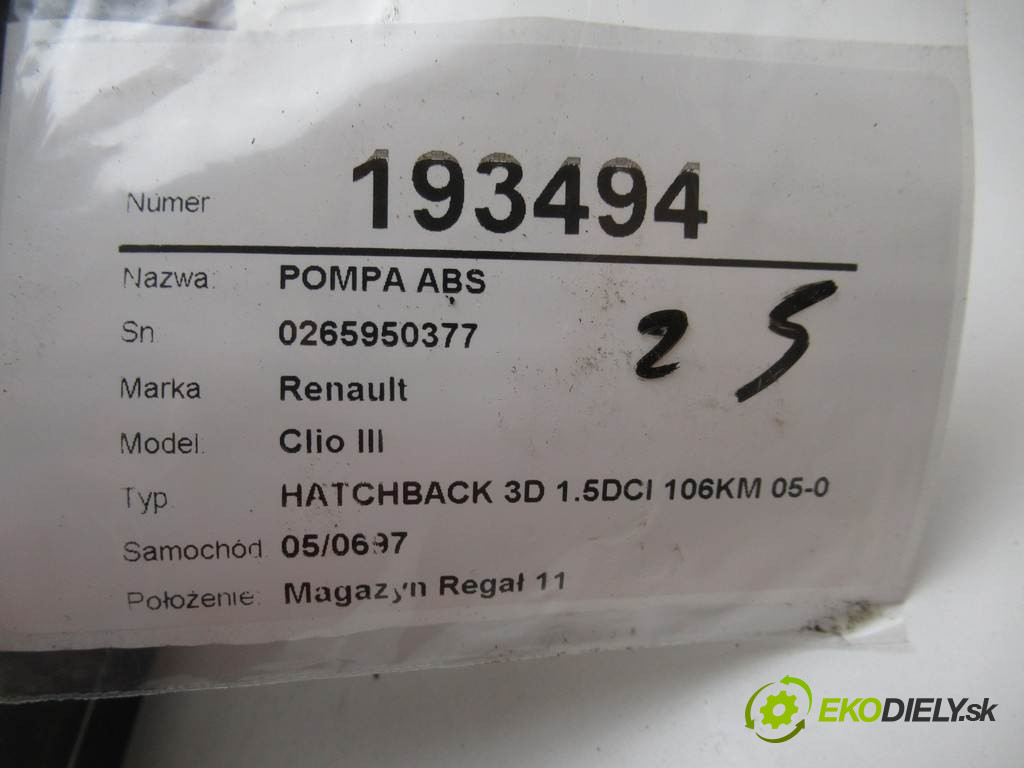 Numer 193494
Nazwa: POMPA ABS
Sn 0265950377
Marka Renault
Model: Clio III
Typ HATCHBACK 3D 1.5DCI 106KM 05-0
Samochód 05/0697
Położenie: Magazyn Regał 11
2 5
EKODIELY.sk